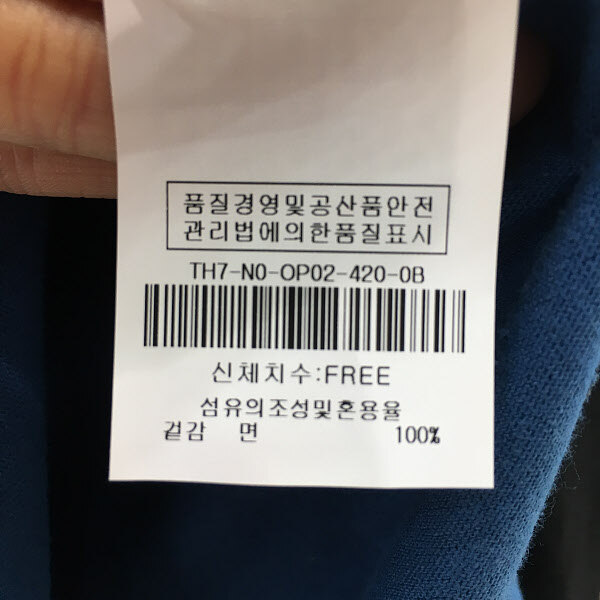 품질경영및공산품안전
관리법에의한품질표시
TH7-N0-OP02-420-0B
신체치수:FREE
섬유의조성및혼용율
겉감 면 100%